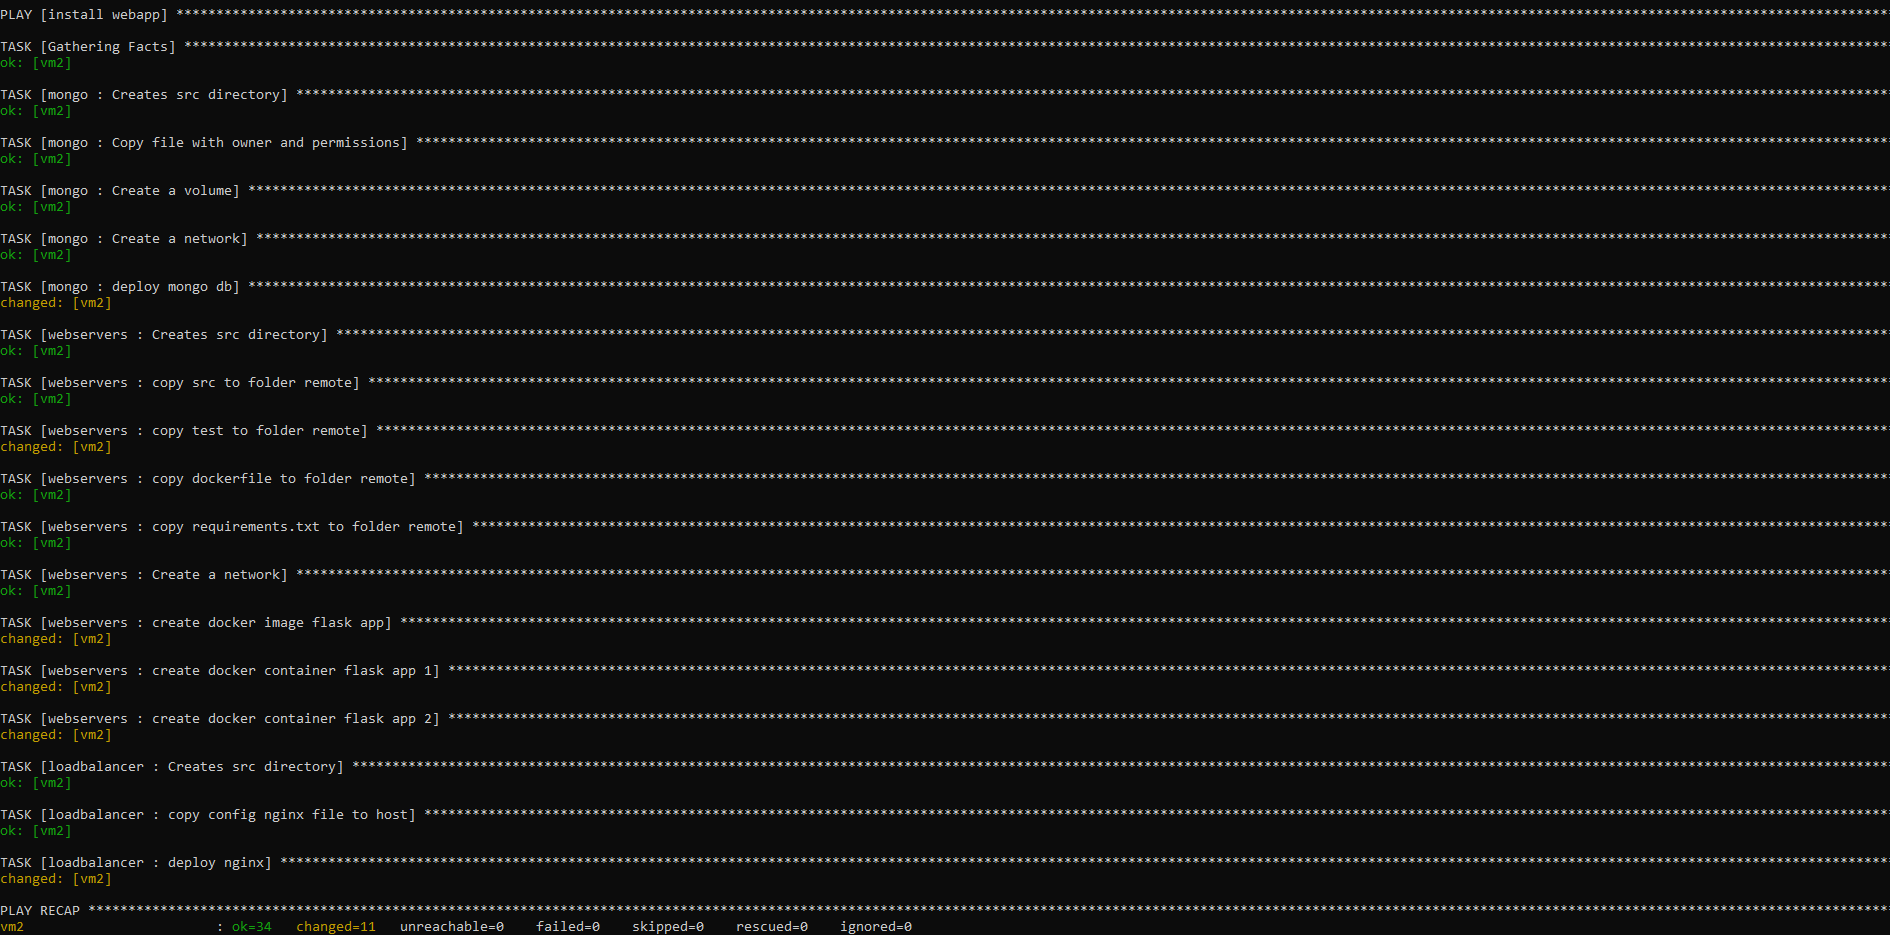 PLAY [install webapp] ****************************************************************************************************
TASK [Gathering Facts] ****************************************************************************************************
ok: [vm2]
TASK [mongo : Creates src directory] ****************************************************************************************************
ok: [vm2]
TASK [mongo : Copy file with owner and permissions] ****************************************************************************************************
ok: [vm2]
TASK [mongo : Create a volume] ****************************************************************************************************
ok: [vm2]
TASK [mongo : Create a network] ****************************************************************************************************
ok: [vm2]
TASK [mongo : deploy mongo db] ****************************************************************************************************
changed: [vm2]
TASK [webservers : Creates src directory] ****************************************************************************************************
ok: [vm2]
TASK [webservers : copy src to folder remote] ****************************************************************************************************
ok: [vm2]
TASK [webservers : copy test to folder remote] ****************************************************************************************************
changed: [vm2]
TASK [webservers : copy dockerfile to folder remote] ****************************************************************************************************
ok: [vm2]
TASK [webservers : copy requirements.txt to folder remote] ****************************************************************************************************
ok: [vm2]
TASK [webservers : Create a network] ****************************************************************************************************
ok: [vm2]
TASK [webservers : create docker image flask app] ****************************************************************************************************
changed: [vm2]
TASK [webservers : create docker container flask app 1] ****************************************************************************************************
changed: [vm2]
TASK [webservers : create docker container flask app 2] ****************************************************************************************************
changed: [vm2]
TASK [loadbalancer : Creates src directory] ****************************************************************************************************
ok: [vm2]
TASK [loadbalancer : copy config nginx file to host] ****************************************************************************************************
ok: [vm2]
TASK [loadbalancer : deploy nginx] ****************************************************************************************************
changed: [vm2]
PLAY RECAP ****************************************************************************************************
vm2 : ok=34 changed=11 unreachable=0 failed=0 skipped=0 rescued=0 ignored=0